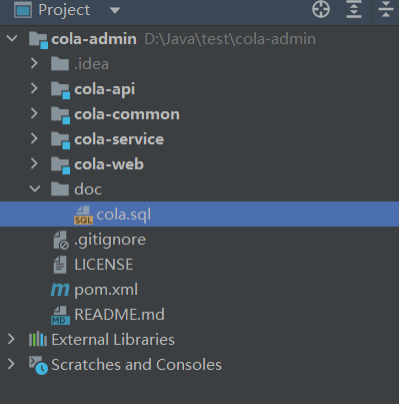 Project
cola-admin D:\Java\test\cola-admin
.idea
cola-api
cola-common
cola-service
cola-web
doc
SQL cola.sql
.gitignore
LICENSE
m pom.xml
MD README.md
External Libraries
Scratches and Consoles